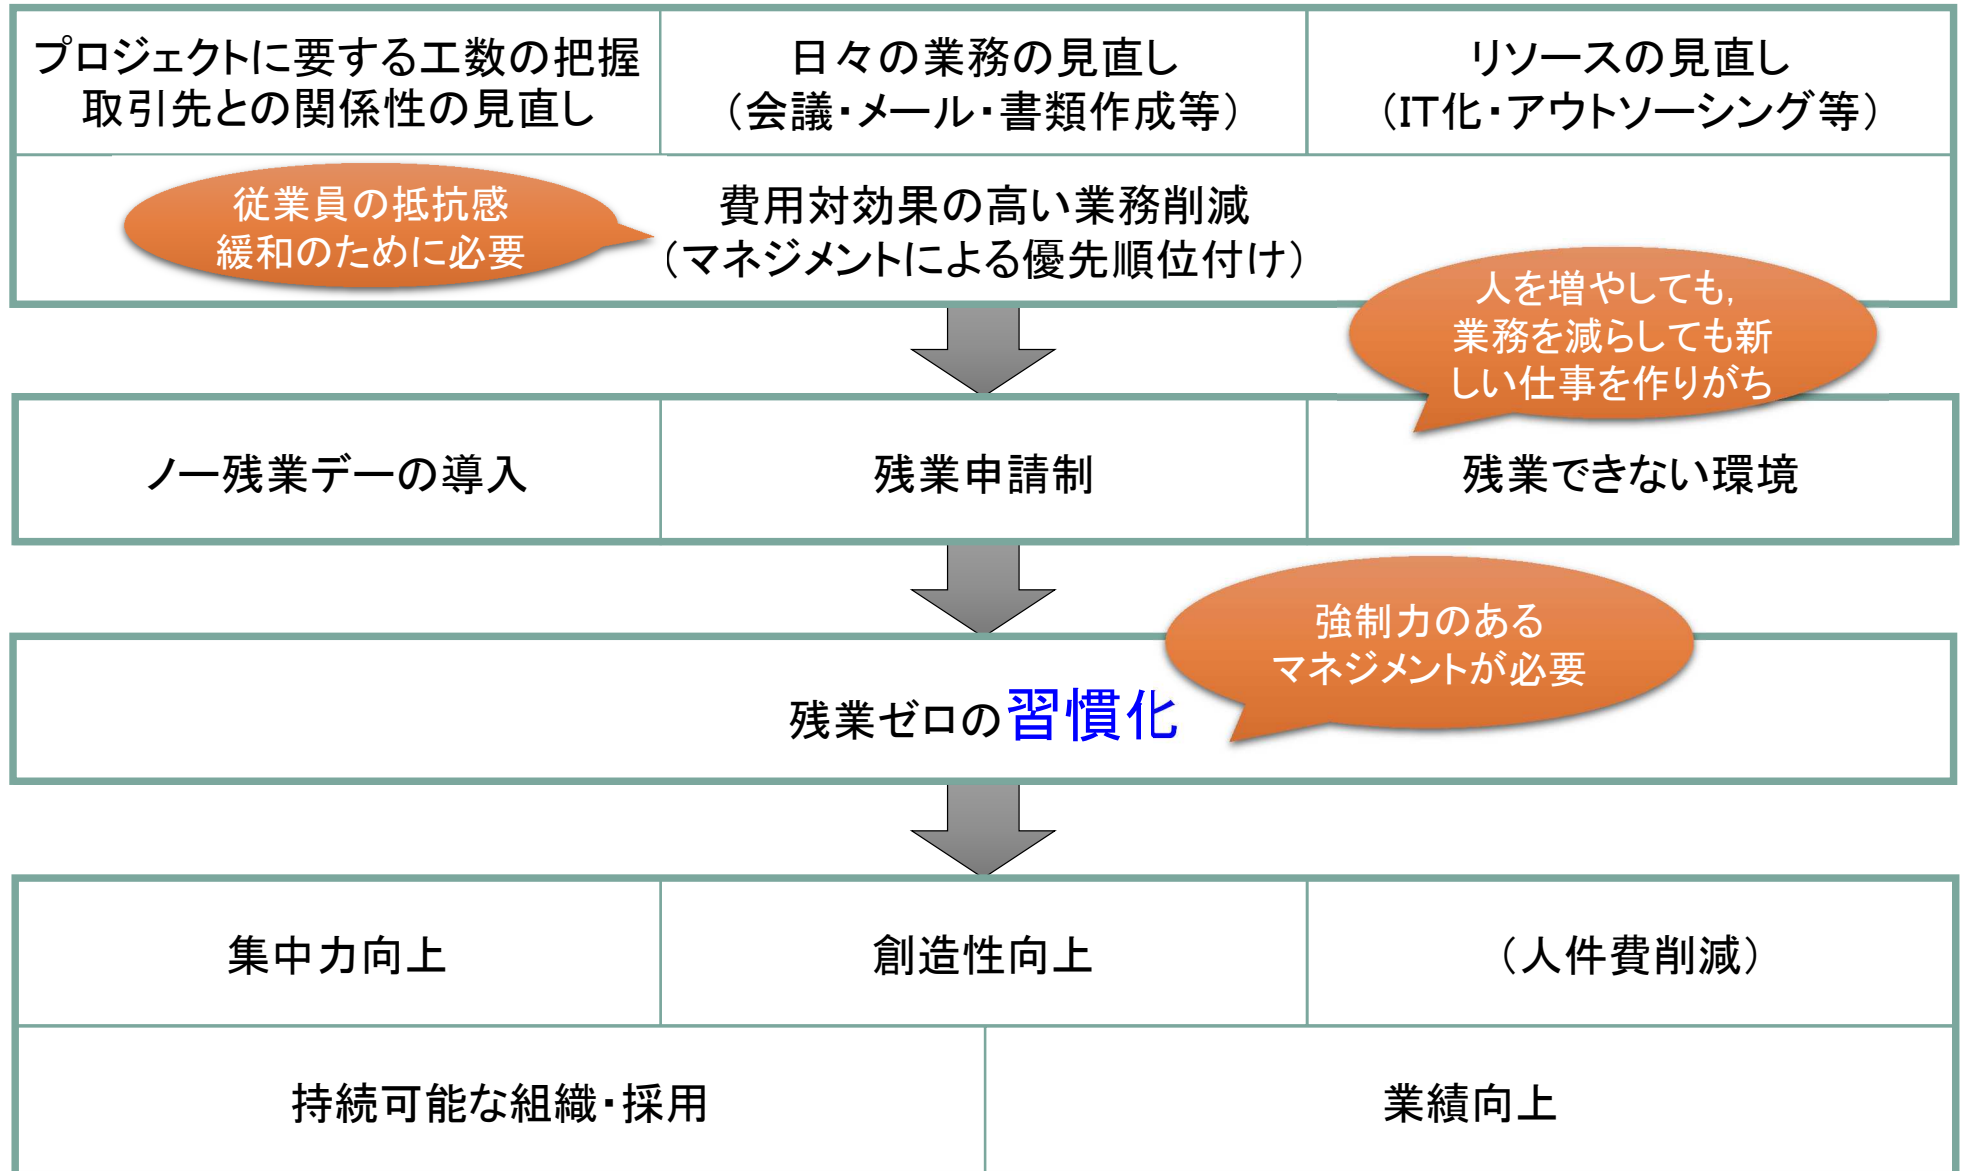 プロジェクトに要する工数の把握
取引先との関係性の見直し
日々の業務の見直し
（会議・メール・書類作成等）
リソースの見直し
（IT化・アウトソーシング等）
従業員の抵抗感
緩和のために必要
費用対効果の高い業務削減
（マネジメントによる優先順位付け）
人を増やしても,
業務を減らしても新
しい仕事を作りがち
ノー残業デーの導入
残業申請制
残業できない環境
強制力のある
マネジメントが必要
残業ゼロの習慣化
集中力向上
創造性向上
（人件費削減）
持続可能な組織・採用
業績向上